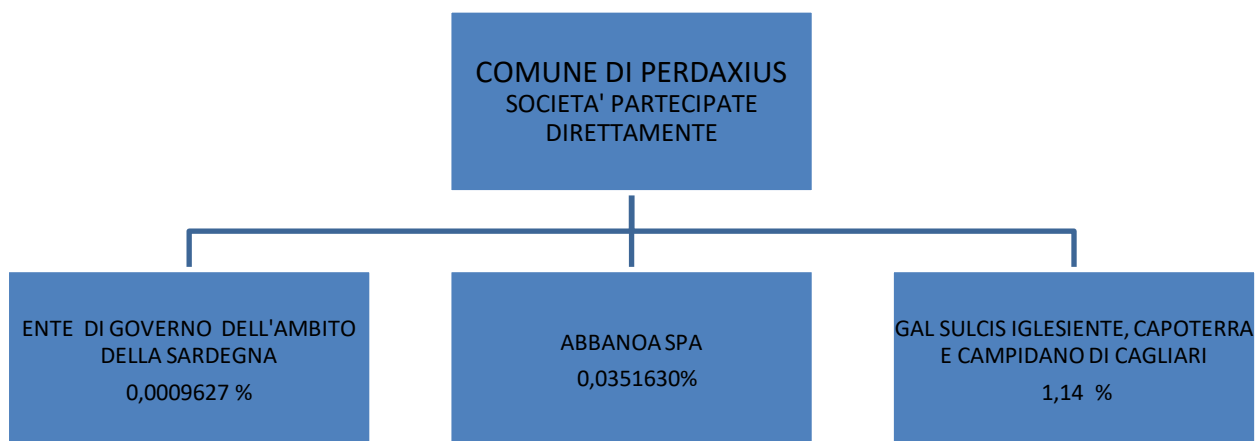 COMUNE DI PERDAXIUS
SOCIETA' PARTECIPATE
DIRETTAMENTE
ENTE DI GOVERNO DELL'AMBITO
DELLA SARDEGNA
0,0009627 %
ABBANOA SPA
0,0351630%
GAL SULCIS IGLESIENTE, CAPOTERRA
E CAMPIDANO DI CAGLIARI
1,14 %